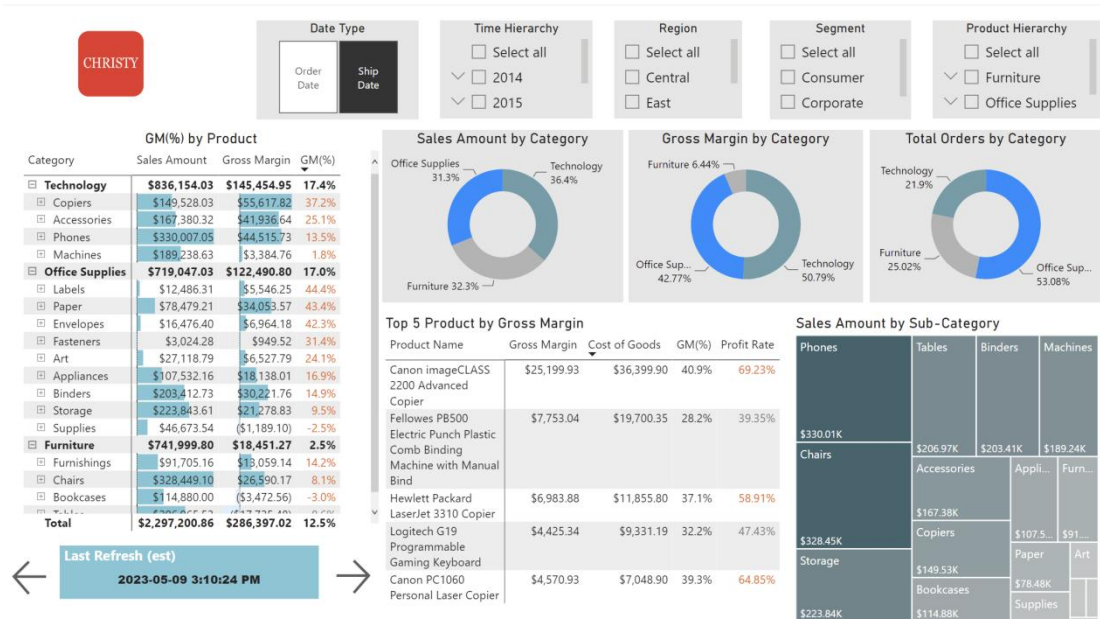 CHRISTY
Date Type
Order
Date
Ship
Date
Time Hierarchy
Select all
2014
2015
Region
Select all
Central
East
Segment
Select all
Consumer
Corporate
Product Hierarchy
Select all
Furniture
Office Supplies
GM(%) by Product
Category Sales Amount Gross Margin GM(%)
Technology $836,154.03 $145,454.95 17.4%
Copiers $149,528.03 $55,617.82 37.2%
Accessories $167,380.32 $41,936.64 25.1%
Phones $330,007.05 $44,515.73 13.5%
Machines $189,238.63 $3,384.76 1.8%
Office Supplies $719,047.03 $122,490.80 17.0%
Labels $12,486.31 $5,546.25 44.4%
Paper $78,479.21 $34,053.57 43.4%
Envelopes $16,476.40 $6,964.18 42.3%
Fasteners $3,024.28 $949.52 31.4%
Art $27,118.79 $6,527.79 24.1%
Appliances $107,532.16 $18,138.01 16.9%
Binders $203,412.73 $30,221.76 14.9%
Storage $223,843.61 $21,278.83 9.5%
Supplies $46,673.54 ($1,189.10) -2.5%
Furniture $741,999.80 $18,451.27 2.5%
Furnishings $91,705.16 $13,059.14 14.2%
Chairs $328,449.10 $26,590.17 8.1%
Bookcases $114,880.00 ($3,472.56) -3.0%
Total $2,297,200.86 $286,397.02 12.5%
Last Refresh (est)
2023-05-09 3:10:24 PM
Sales Amount by Category
Office Supplies
31.3%
Technology
36.4%
Furniture 32.3%
Gross Margin by Category
Furniture 6.44%
Office Sup...
42.77%
Technology
50.79%
Total Orders by Category
Technology
21.9%
Furniture
25.02%
Office Sup...
53.08%
Top 5 Product by Gross Margin
Product Name Gross Margin Cost of Goods GM(%) Profit Rate
Canon imageCLASS $25,199.93 $36,399.90 40.9% 69.23%
2200 Advanced
Copier
Fellowes PB500 $7,753.04 $19,700.35 28.2% 39.35%
Electric Punch Plastic
Comb Binding
Machine with Manual
Bind
Hewlett Packard $6,983.88 $11,855.80 37.1% 58.91%
LaserJet 3310 Copier
Logitech G19 $4,425.34 $9,331.19 32.2% 47.43%
Programmable
Gaming Keyboard
Canon PC1060 $4,570.93 $7,048.90 39.3% 64.85%
Personal Laser Copier
Sales Amount by Sub-Category
Phones
$330.01K
Chairs
$328.45K
Storage
$223.84K
Tables
$206.97K
Binders
$203.41K
Machines
$189.24K
Accessories
$167.38K
Copiers
$149.53K
Bookcases
$114.88K
Appli...
$107.5...
Furn...
$91....
Paper
$78.48K
Art
Supplies